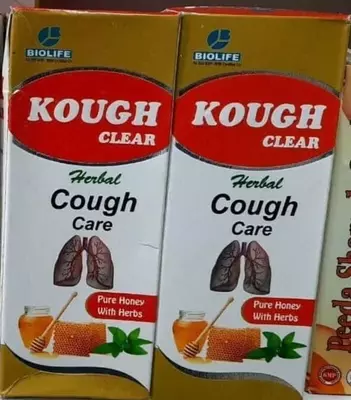 BIOLIFE
KOUGH
CLEAR
Herbal
Cough
Care
Pure Honey
With Herbs
BIOLIFE
KOUGH
CLEAR
Herbal
Cough
Care
Pure Honey
With Herbs